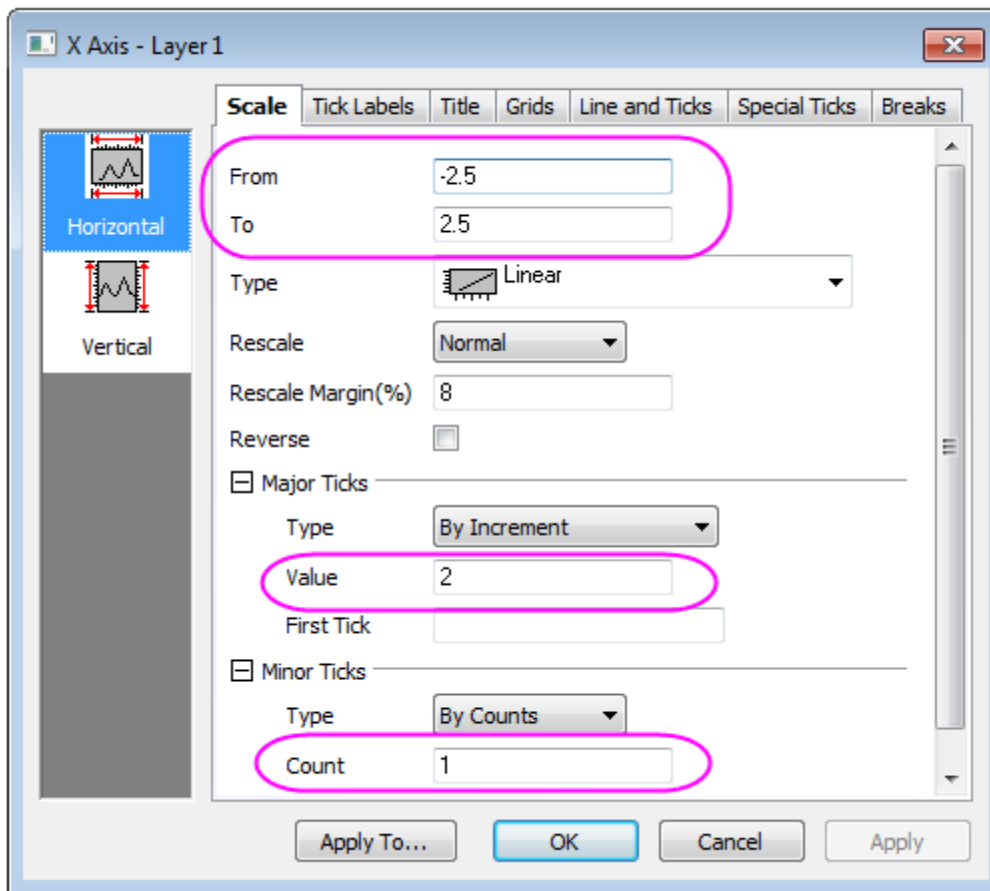 X Axis - Layer 1
Scale Tick Labels Title Grids Line and Ticks Special Ticks Breaks
Horizontal
Vertical
From -2.5
To 2.5
Type Linear
Rescale Normal
Rescale Margin(%) 8
Reverse
Major Ticks
Type By Increment
Value 2
First Tick
Minor Ticks
Type By Counts
Count 1
Apply To... OK Cancel Apply